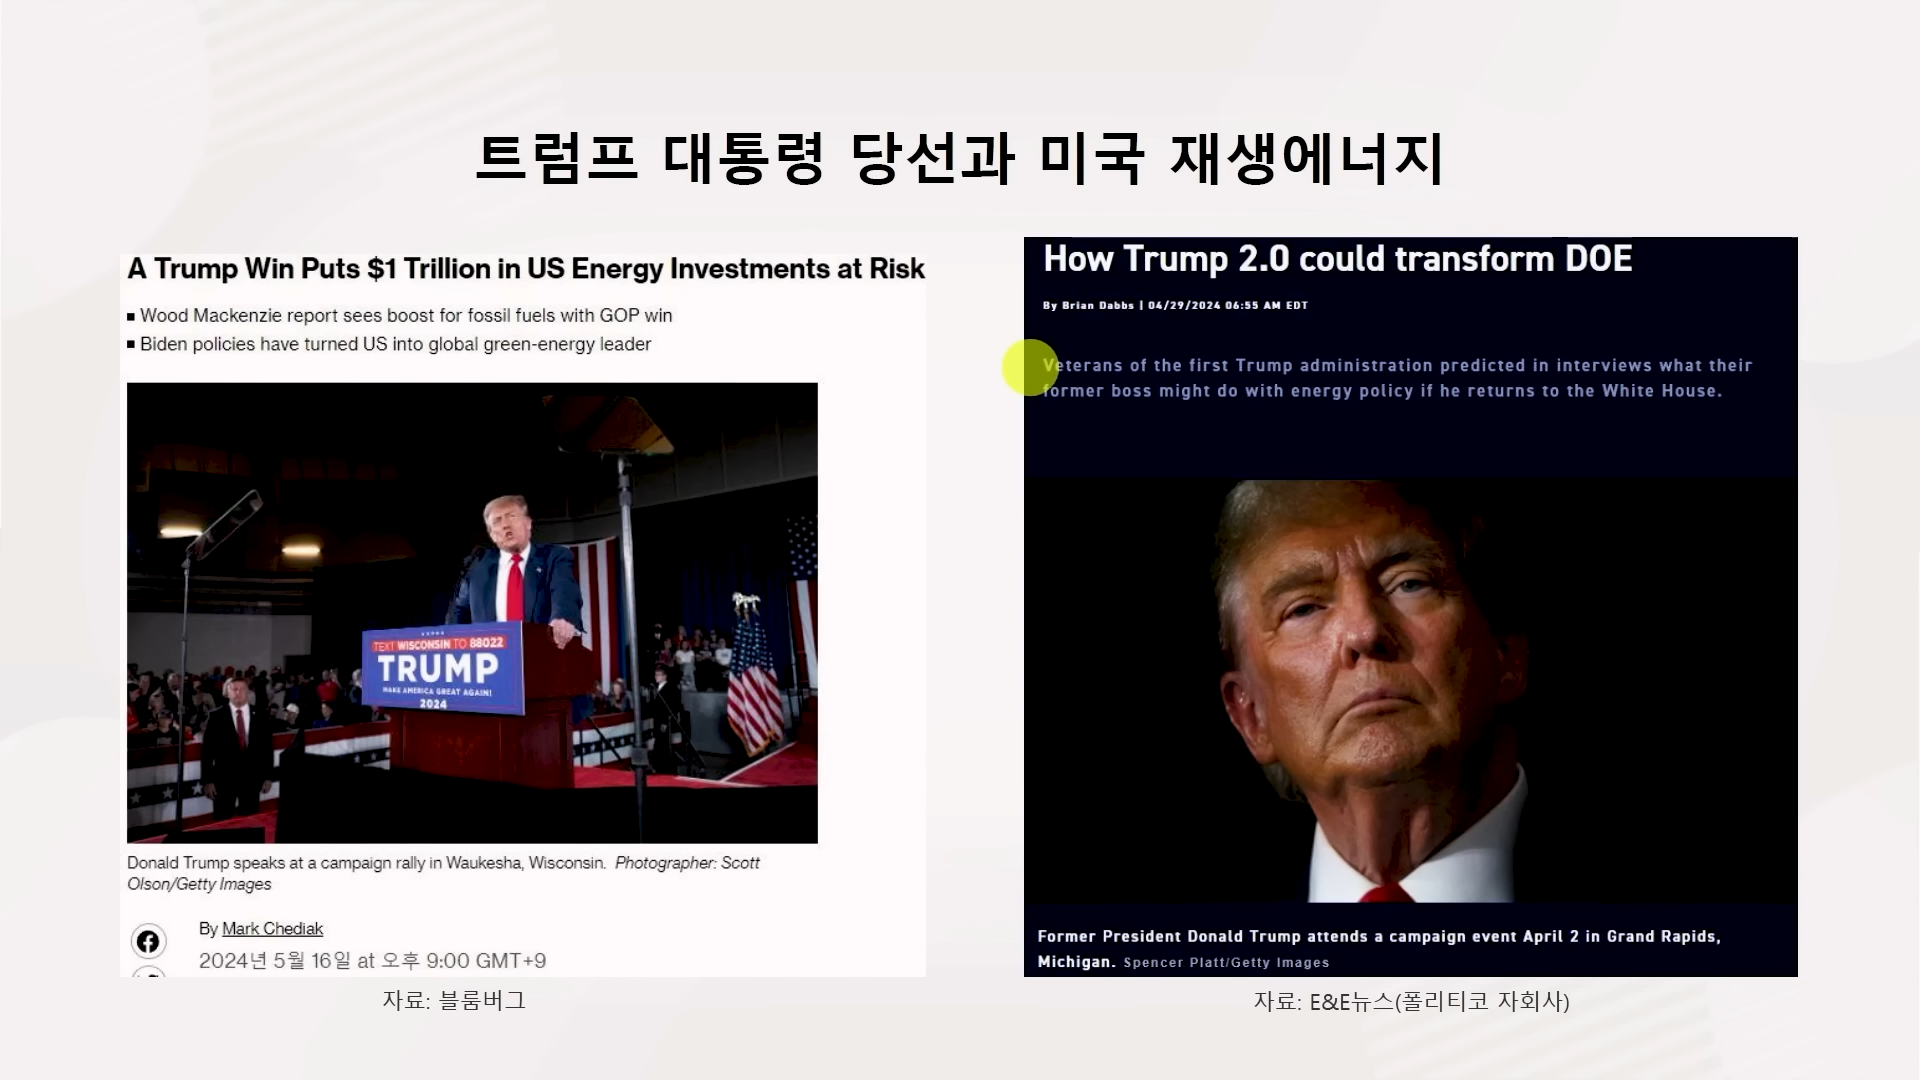 트럼프 대통령 당선과 미국 재생에너지
A Trump Win Puts $1 Trillion in US Energy Investments at Risk
Wood Mackenzie report sees boost for fossil fuels with GOP win
Biden policies have turned US into global green-energy leader
TEXT WISCONSIN TO 88022
TRUMP
MAKE AMERICA GREAT AGAIN!
2024
Donald Trump speaks at a campaign rally in Waukesha, Wisconsin. Photographer: Scott
Olson/Getty Images
By Mark Chediak
2024년 5월 16일 at 오후 9:00 GMT+9
자료: 블룸버그
How Trump 2.0 could transform DOE
By Brian Dabbs | 04/29/2024 06:55 AM EDT
Veterans of the first Trump administration predicted in interviews what their
former boss might do with energy policy if he returns to the White House.
Former President Donald Trump attends a campaign event April 2 in Grand Rapids,
Michigan. Spencer Platt/Getty Images
자료: E&E뉴스(폴리티코 자회사)